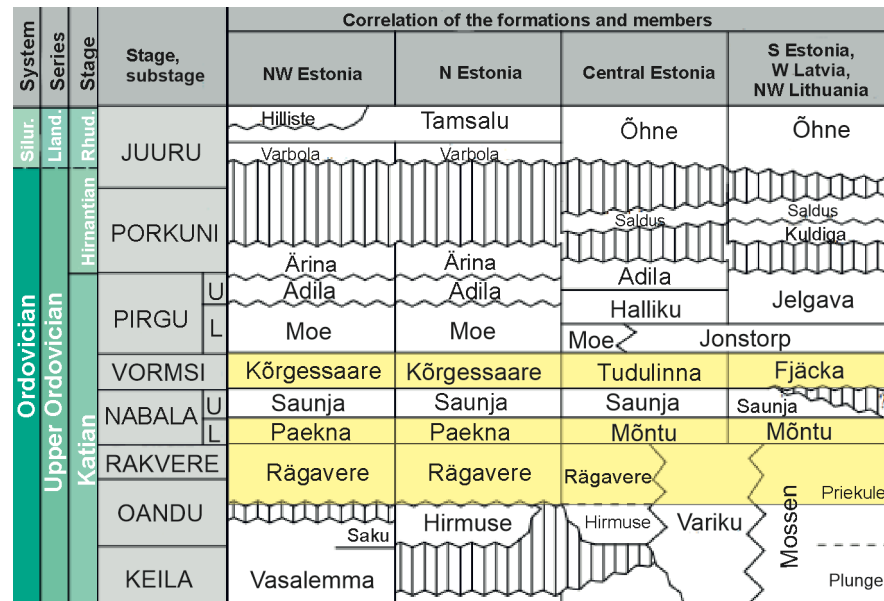 Correlation of the formations and members
System
Series
Stage
Stage,
substage
NW Estonia
N Estonia
Central Estonia
S Estonia,
W Latvia,
NW Lithuania
Silur.
Lland.
Rhud.
JUURU
Hilliste
Tamsalu
Õhne
Õhne
Varbola
Varbola
Ordovician
Upper Ordovician
Hirnantian
PORKUNI
Saldus
Saldus
Kuldiga
Ärina
Ärina
Adila
Katian
PIRGU
U
L
Adila
Adila
Halliku
Jelgava
Moe
Moe
Moe
Jonstorp
VORMSI
Kõrgessaare
Kõrgessaare
Tudulinna
Fjäcka
NABALA
U
L
Saunja
Saunja
Saunja
Saunja
Paekna
Paekna
Mõntu
Mõntu
RAKVERE
Rägavere
Rägavere
Rägavere
Priekule
OANDU
Saku
Hirmuse
Hirmuse
Variku
Mossen
KEILA
Vasalemma
Plunge